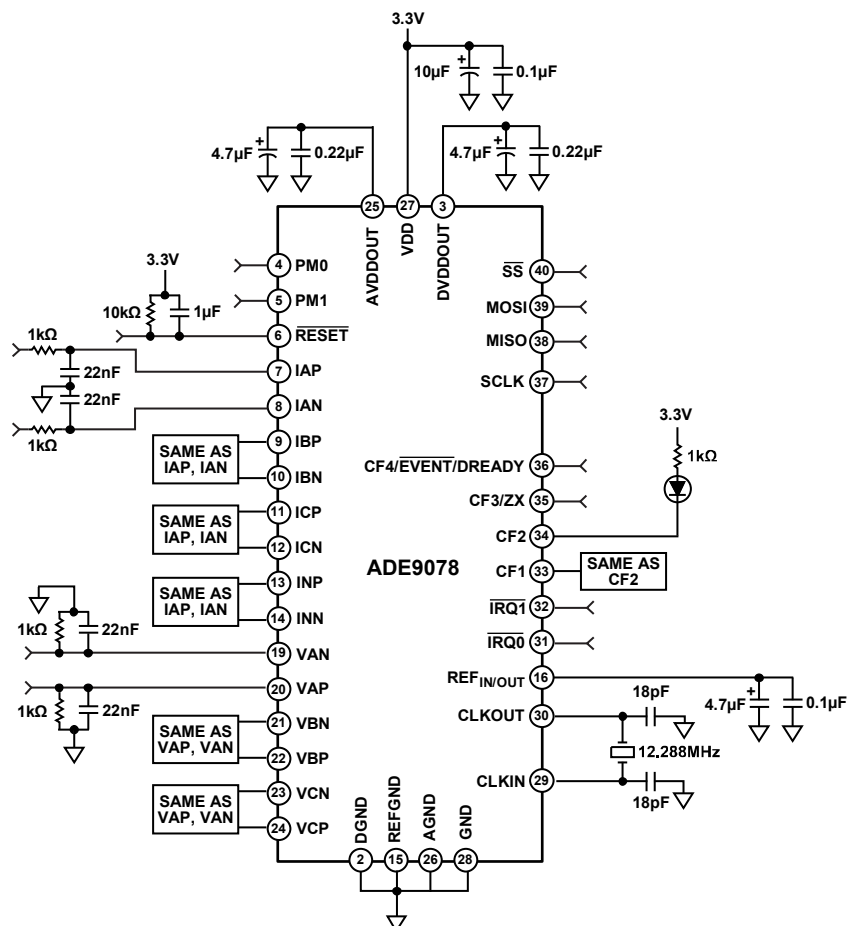 3.3V
10µF
+
0.1µF
4.7µF
+
0.22µF
4.7µF
+
0.22µF
25
27
3
AVDDOUT
VDD
DVDDOUT
4
PM0
5
PM1
3.3V
10kΩ
1µF
6
RESET
1kΩ
22nF
22nF
1kΩ
7
IAP
8
IAN
SAME AS
IAP, IAN
9
IBP
10
IBN
SAME AS
IAP, IAN
11
ICP
12
ICN
SAME AS
IAP, IAN
13
INP
14
INN
1kΩ
22nF
19
VAN
20
VAP
1kΩ
22nF
SAME AS
VAP, VAN
21
VBN
22
VBP
SAME AS
VAP, VAN
23
VCN
24
VCP
ADE9078
SS
40
MOSI
39
MISO
38
SCLK
37
3.3V
1kΩ
CF4/EVENT/DREADY
36
CF3/ZX
35
CF2
34
CF1
33
SAME AS
CF2
IRQ1
32
IRQ0
31
REFIN/OUT
16
4.7µF
+
0.1µF
CLKOUT
30
18pF
12.288MHz
CLKIN
29
18pF
DGND
REFGND
AGND
GND
2
15
26
28